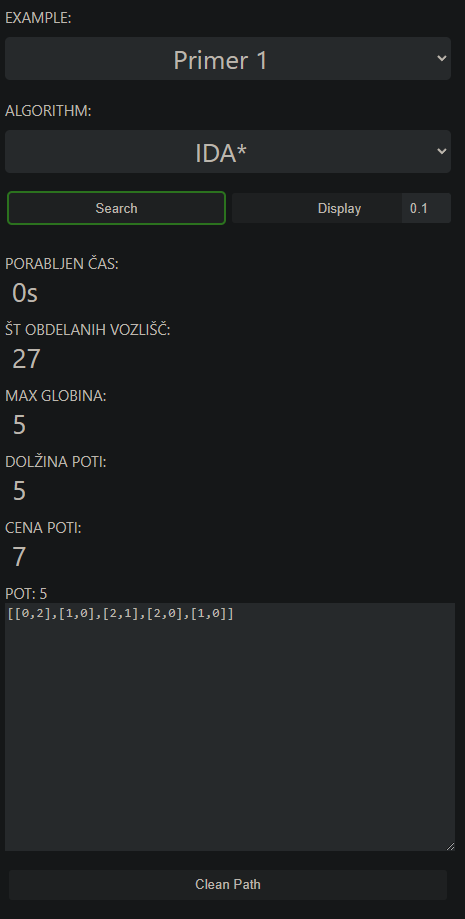 EXAMPLE:
Primer 1
ALGORITHM:
IDA*
Search Display 0.1
PORABLJEN ČAS:
0s
ŠT OBDELANIH VOZLIŠČ:
27
MAX GLOBINA:
5
DOLŽINA POTI:
5
CENA POTI:
7
POT: 5
[[0,2],[1,0],[2,1],[2,0],[1,0]]
Clean Path